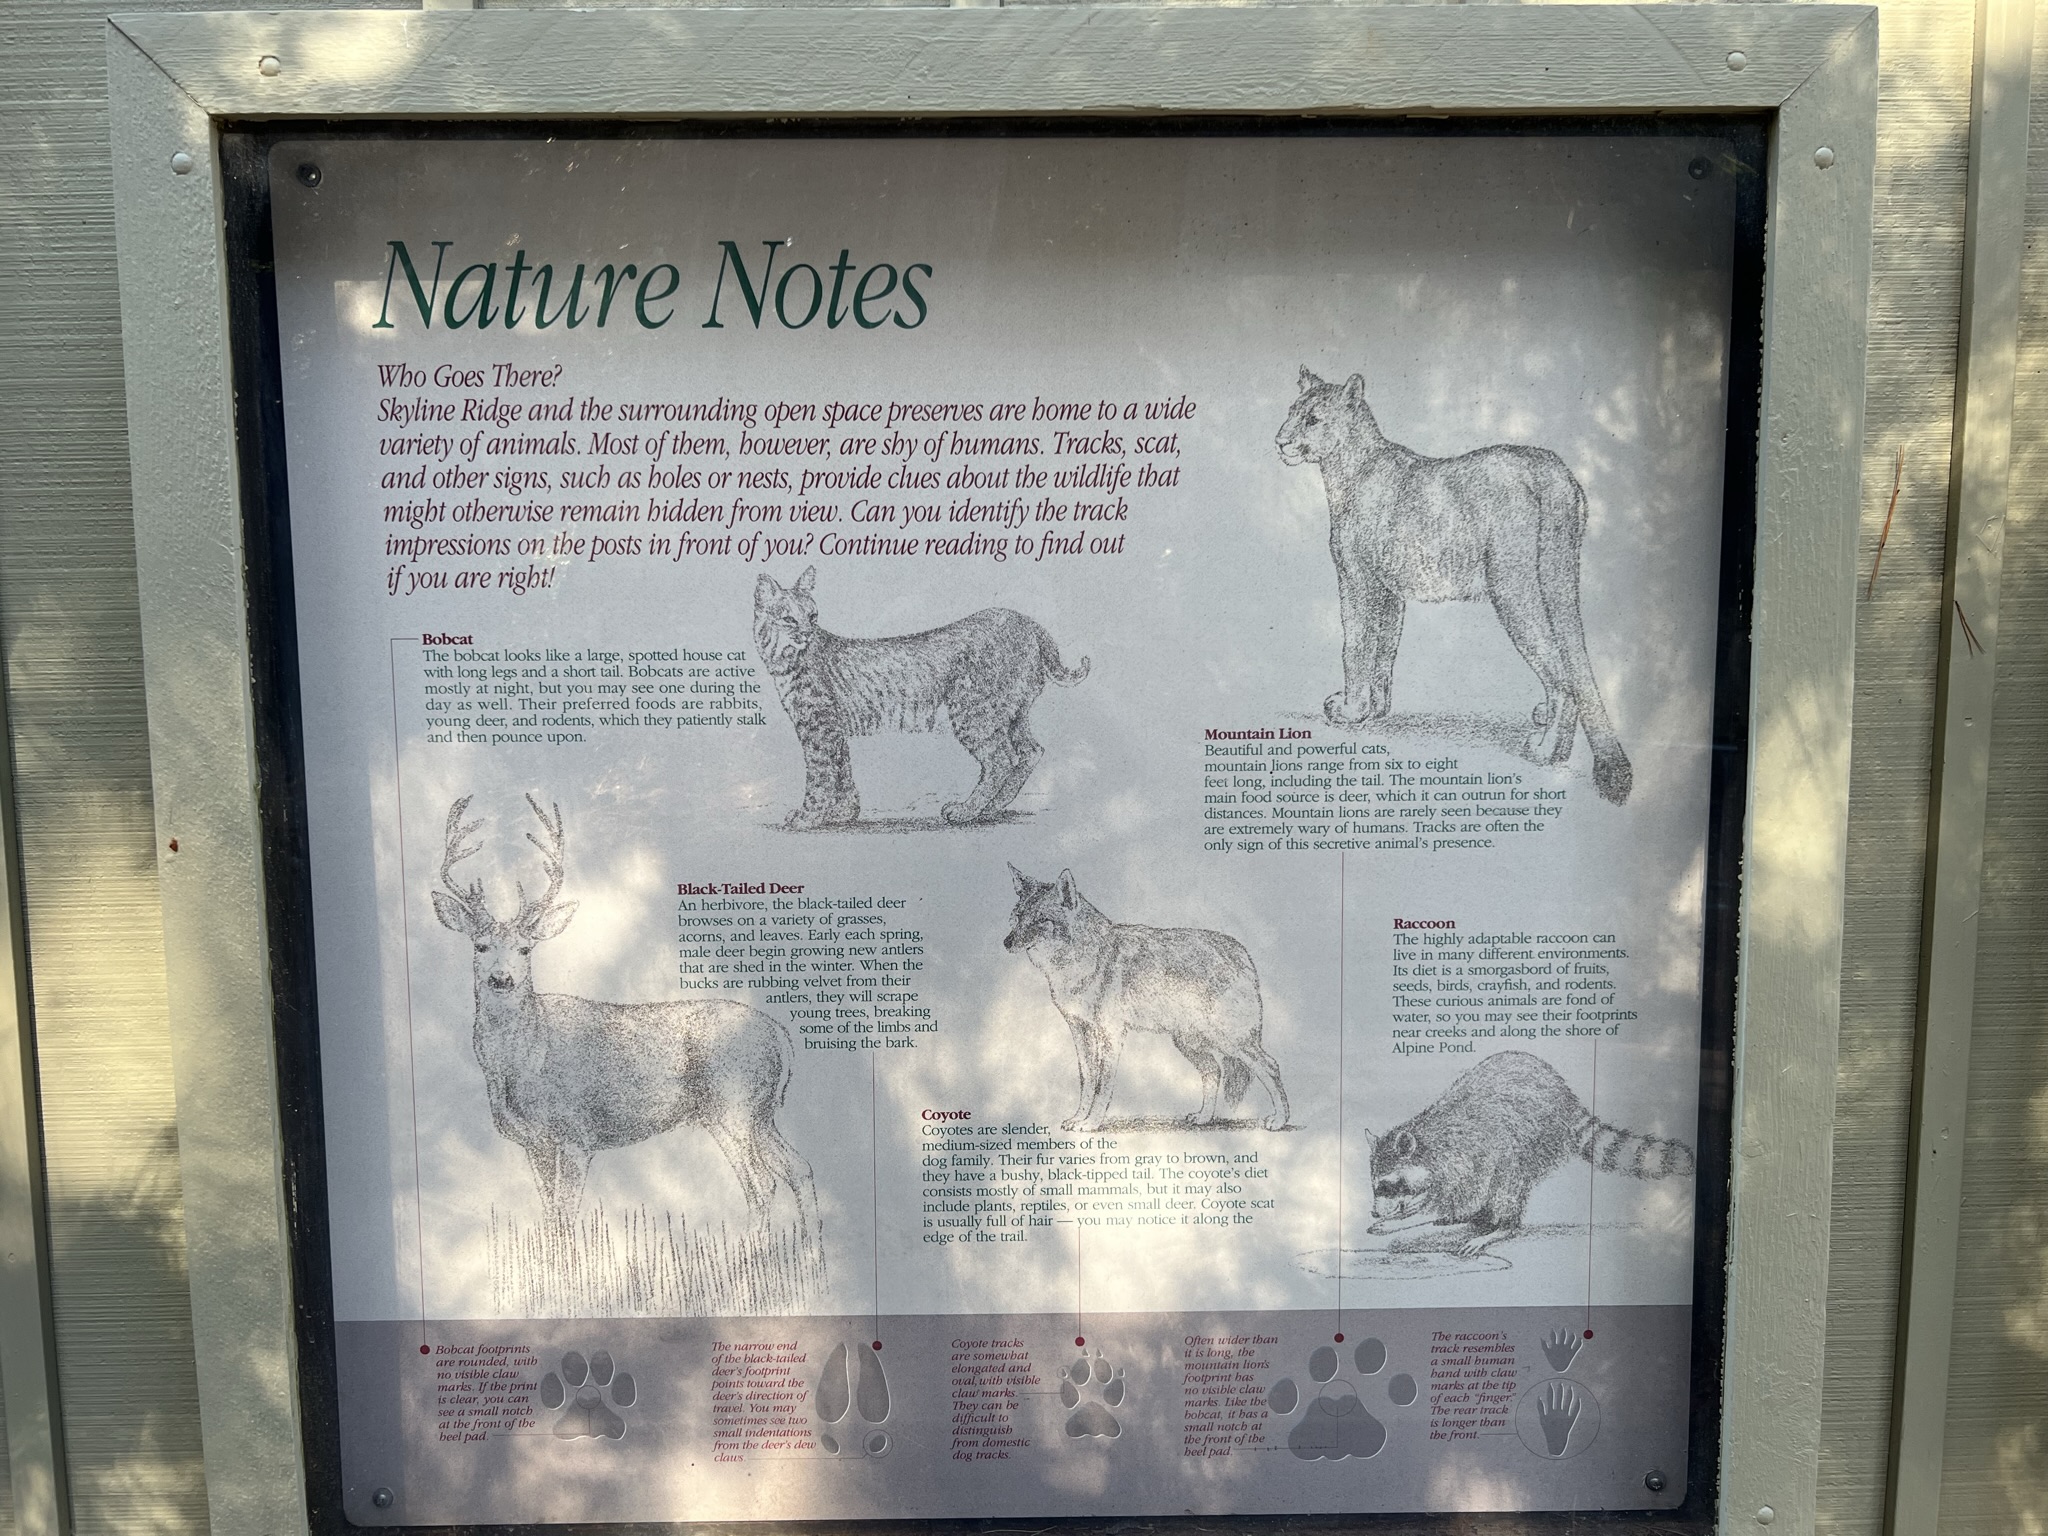 Nature Notes
Who Goes There?
Skyline Ridge and the surrounding open space preserves are home to a wide
variety of animals. Most of them, however, are shy of humans. Tracks, scat,
and other signs, such as holes or nests, provide clues about the wildlife that
might otherwise remain hidden from view. Can you identify the track
impressions on the posts in front of you? Continue reading to find out
if you are right!
Bobcat
The bobcat looks like a large, spotted house cat
with long legs and a short tail. Bobcats are active
mostly at night, but you may see one during the
day as well. Their preferred foods are rabbits,
young deer, and rodents, which they patiently stalk
and then pounce upon.
Mountain Lion
Beautiful and powerful cats,
mountain lions range from six to eight
feet long, including the tail. The mountain lion's
main food source is deer, which it can outrun for short
distances. Mountain lions are rarely seen because they
are extremely wary of humans. Tracks are often the
only sign of this secretive animal's presence.
Black-Tailed Deer
An herbivore, the black-tailed deer
browses on a variety of grasses,
acorns, and leaves. Early each spring,
male deer begin growing new antlers
that are shed in the winter. When the
bucks are rubbing velvet from their
antlers, they will scrape
young trees, breaking
some of the limbs and
bruising the bark.
Raccoon
The highly adaptable raccoon can
live in many different environments.
Its diet is a smorgasbord of fruits,
seeds, birds, crayfish, and rodents.
These curious animals are fond of
water, so you may see their footprints
near creeks and along the shore of
Alpine Pond.
Coyote
Coyotes are slender,
medium-sized members of the
dog family. Their fur varies from gray to brown, and
they have a bushy, black-tipped tail. The coyote's diet
consists mostly of small mammals, but it may also
include plants, reptiles, or even small deer. Coyote scat
is usually full of hair — you may notice it along the
edge of the trail.
Bobcat footprints
are rounded, with
no visible claw
marks. If the print
is clear, you can
see a small notch
at the front of the
heel pad.
The narrow end
of the black-tailed
deer's footprint
points toward the
deer's direction of
travel. You may
sometimes see two
small indentations
from the deer's dew
claws.
Coyote tracks
are somewhat
elongated and
oval, with visible
claw marks.
They can be
difficult to
distinguish
from domestic
dog tracks.
Often wider than
it is long, the
mountain lion's
footprint has
no visible claw
marks. Like the
bobcat, it has a
small notch at
the front of the
heel pad.
The raccoon's
track resembles
a small human
hand with claw
marks at the tip
of each "finger."
The rear track
is longer than
the front.